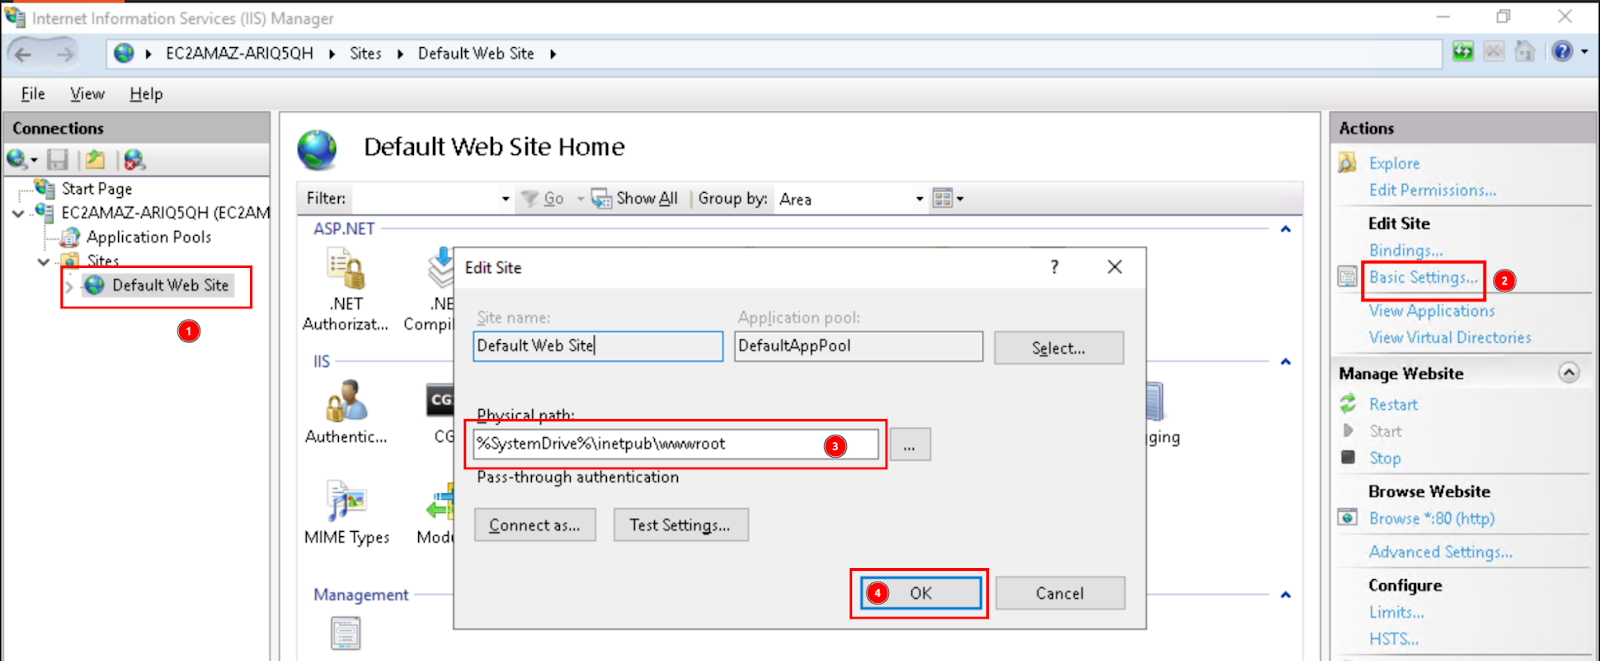 Internet Information Services (IIS) Manager
EC2AMAZ-ARIQ5QH Sites Default Web Site
File View Help
Connections
Start Page
EC2AMAZ-ARIQ5QH (EC2AM
Application Pools
Sites
Default Web Site
1
Default Web Site Home
Filter: Go Show All Group by: Area
ASP.NET
.NET
Authorizat...
.NE
Compil
IIS
Authentic...
CG
CG
gging
MIME Types
Modu
Management
Edit Site
?
Site name:
Application pool:
Default Web Site
DefaultAppPool
Select...
Physical path:
%SystemDrive%\inetpub\wwwroot
3
...
Pass-through authentication
Connect as...
Test Settings...
4
OK
Cancel
Actions
Explore
Edit Permissions...
Edit Site
Bindings...
Basic Settings...
2
View Applications
View Virtual Directories
Manage Website
Restart
Start
Stop
Browse Website
Browse *:80 (http)
Advanced Settings...
Configure
Limits...
HSTS...